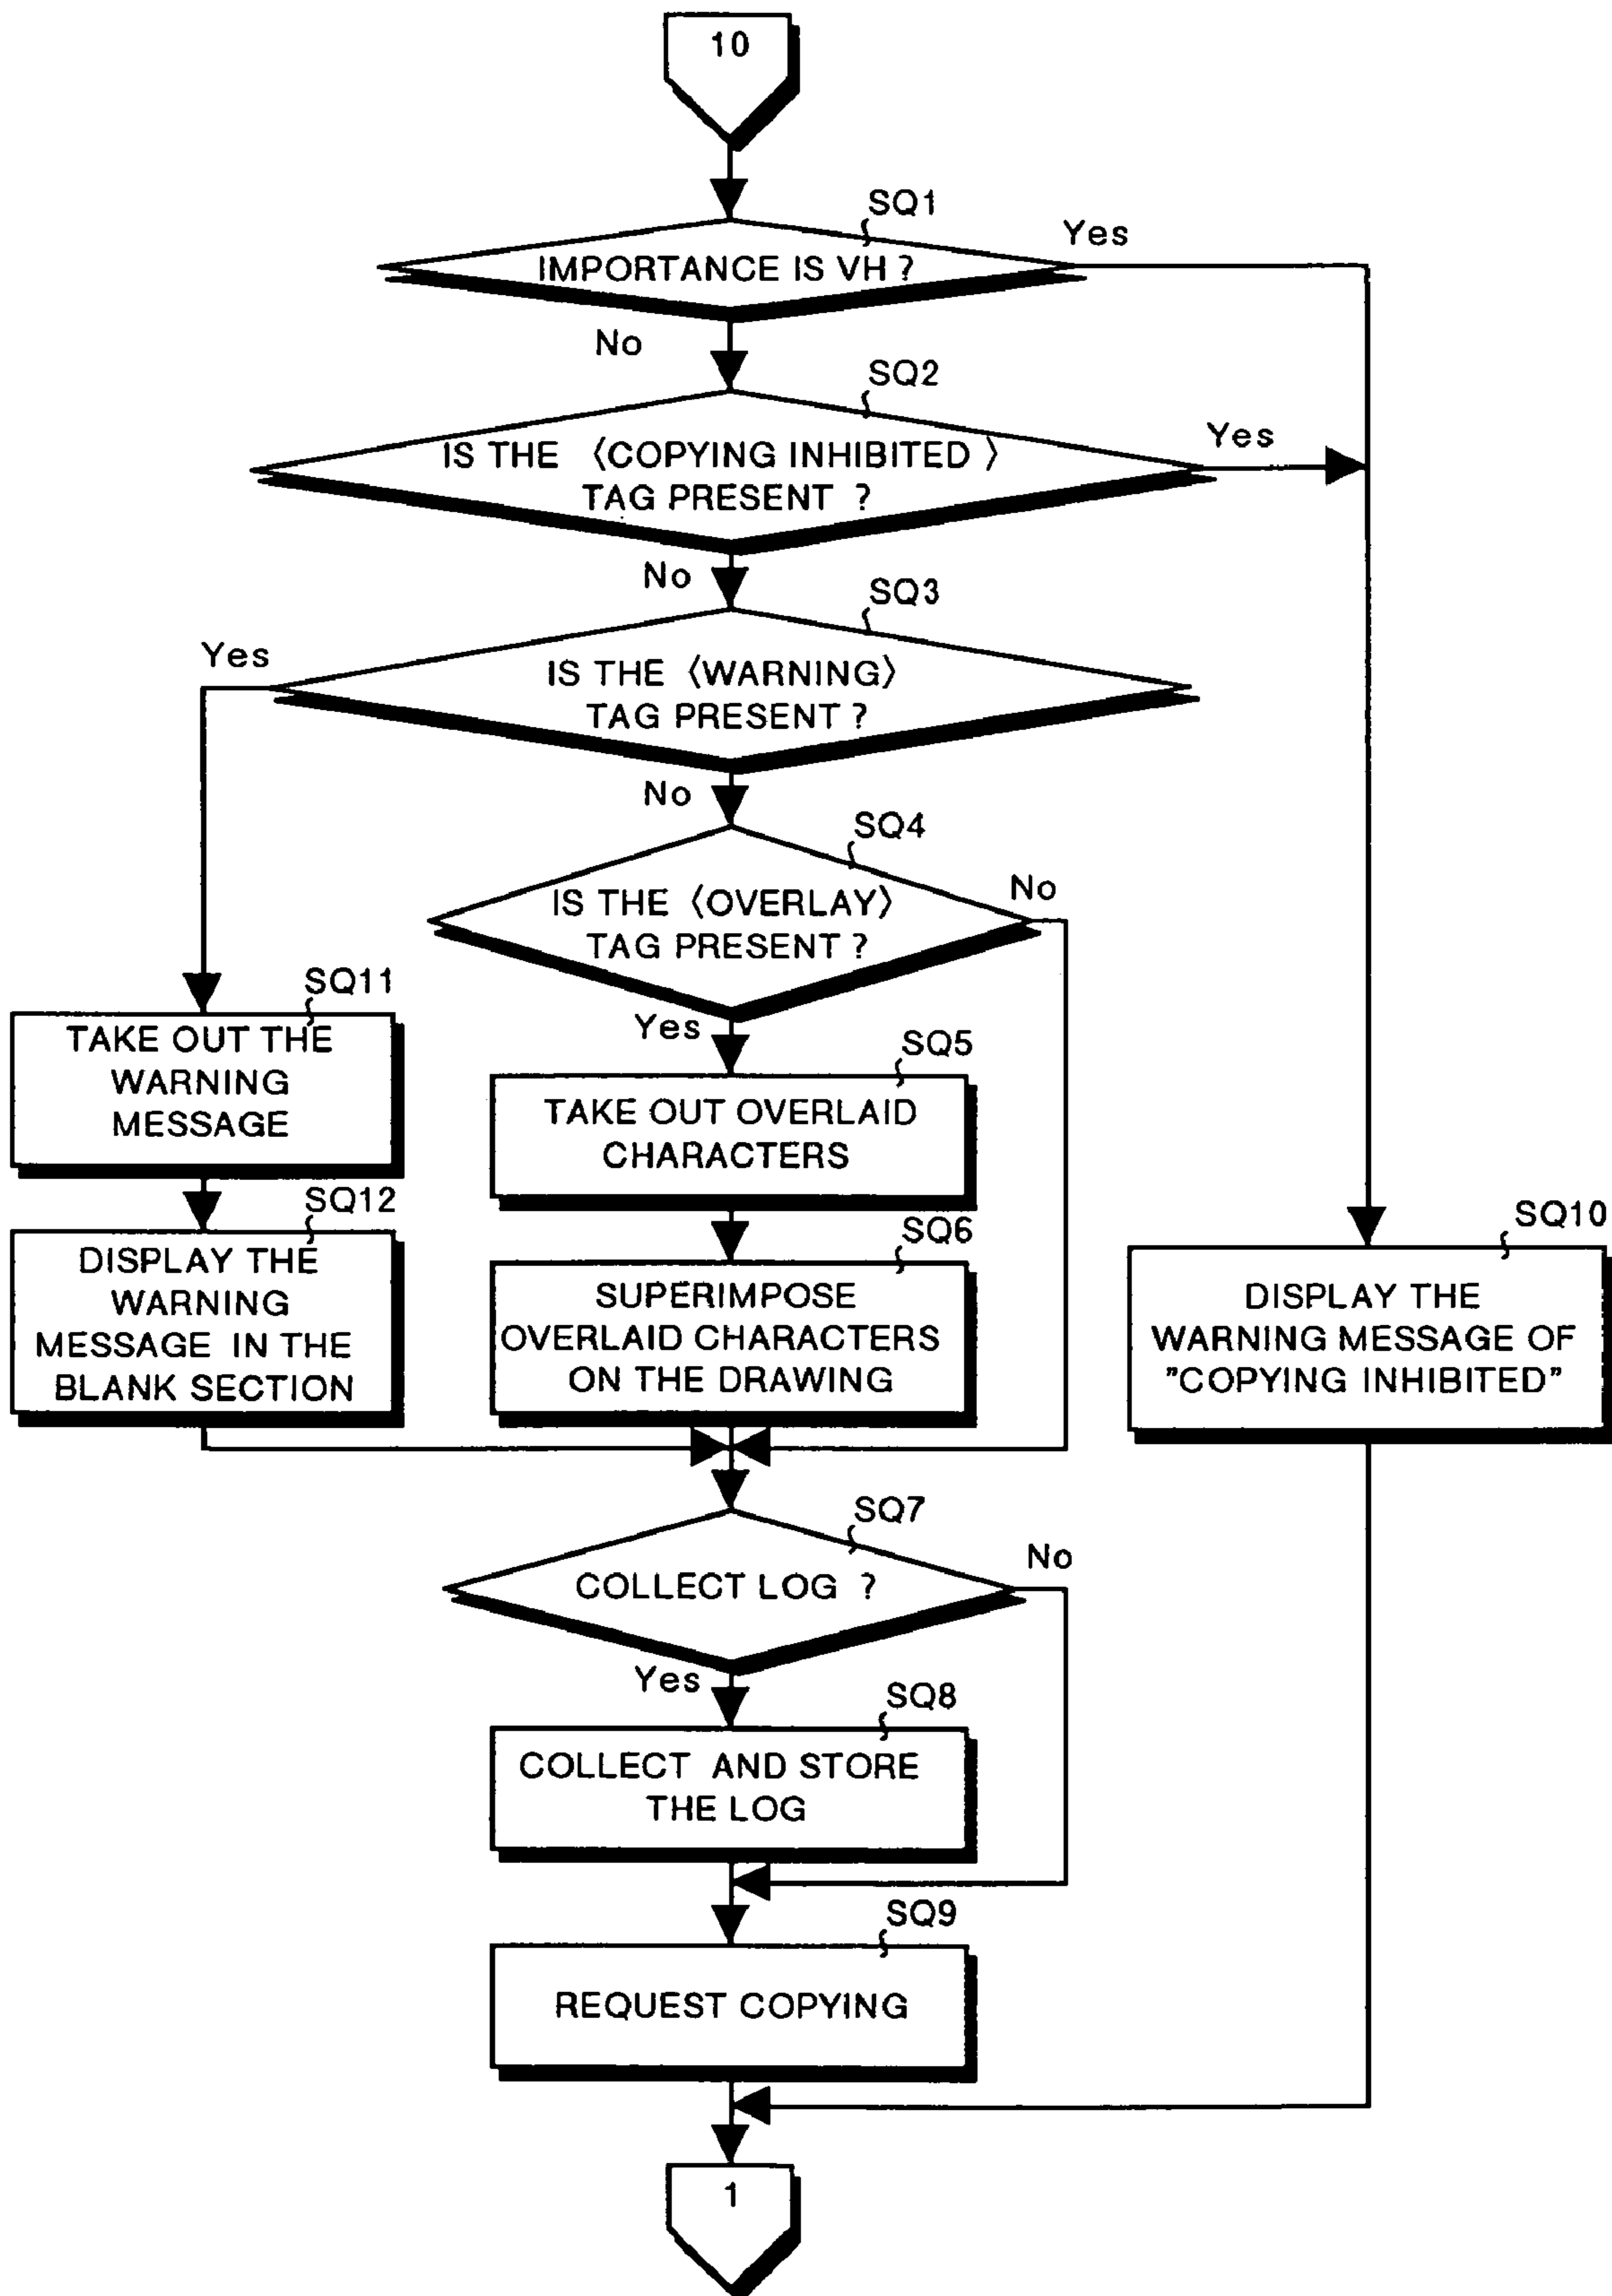 10
SQ1
Yes
IMPORTANCE IS VH ?
No
SQ2
IS THE 〈COPYING INHIBITED 〉
TAG PRESENT ?
Yes
No
SQ3
Yes
IS THE 〈WARNING〉
TAG PRESENT ?
No
SQ4
IS THE 〈OVERLAY〉
TAG PRESENT ?
No
Yes
SQ11
TAKE OUT THE
WARNING
MESSAGE
SQ5
TAKE OUT OVERLAID
CHARACTERS
SQ12
DISPLAY THE
WARNING
MESSAGE IN THE
BLANK SECTION
SQ6
SUPERIMPOSE
OVERLAID CHARACTERS
ON THE DRAWING
SQ10
DISPLAY THE
WARNING MESSAGE OF
"COPYING INHIBITED"
SQ7
COLLECT LOG ?
No
Yes
SQ8
COLLECT AND STORE
THE LOG
SQ9
REQUEST COPYING
1